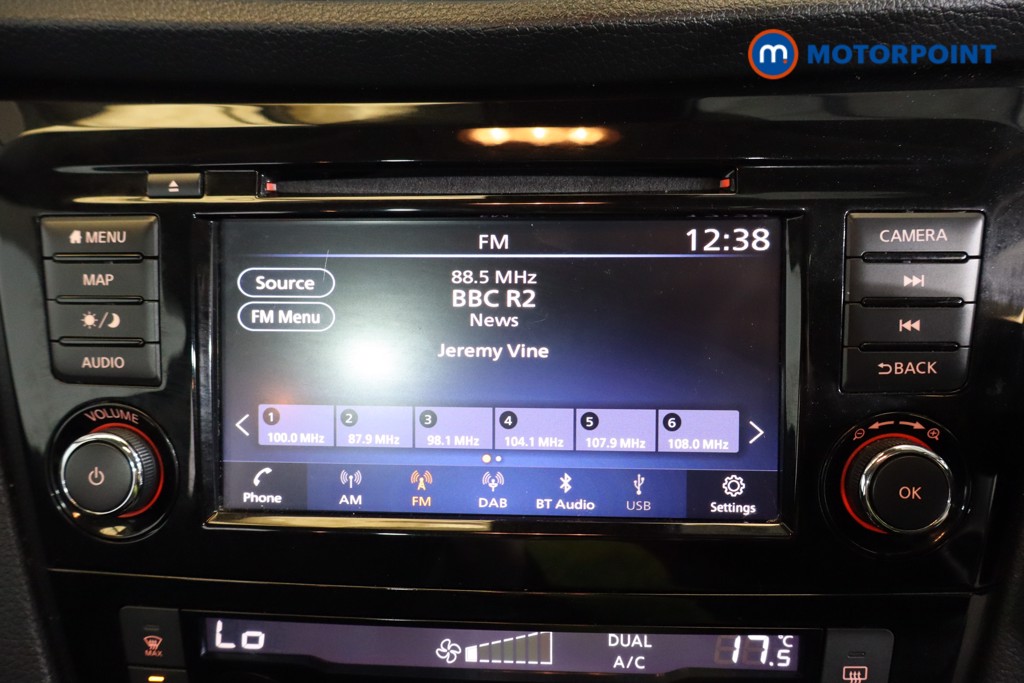 m. MOTORPOINT
MENU
MAP
AUDIO
VOLUME
FM 12:38
Source
FM Menu
88.5 MHz
BBC R2
News
Jeremy Vine
1 2 3 4 5 6
100.0 MHz 87.9 MHz 98.1 MHz 104.1 MHz 107.9 MHz 108.0 MHz
Phone AM FM DAB BT Audio USB Settings
CAMERA
BACK
OK
MAX
Lo
DUAL
A/C
17.5 °C